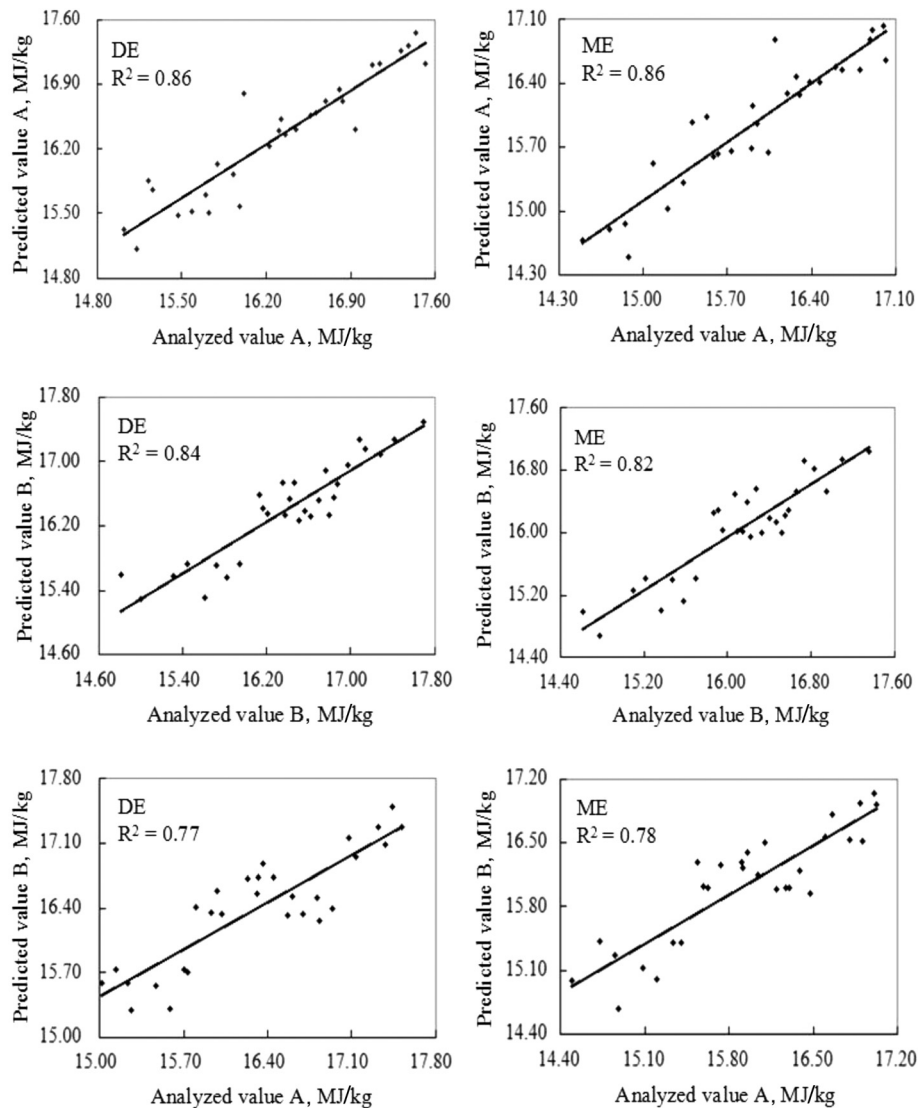 17.60
16.90
16.20
15.50
14.80
Predicted value A, MJ/kg
DE
R² = 0.86
14.80 15.50 16.20 16.90 17.60
Analyzed value A, MJ/kg
17.10
16.40
15.70
15.00
14.30
Predicted value A, MJ/kg
ME
R² = 0.86
14.30 15.00 15.70 16.40 17.10
Analyzed value A, MJ/kg
17.80
17.00
16.20
15.40
14.60
Predicted value B, MJ/kg
DE
R² = 0.84
14.60 15.40 16.20 17.00 17.80
Analyzed value B, MJ/kg
17.60
16.80
16.00
15.20
14.40
Predicted value B, MJ/kg
ME
R² = 0.82
14.40 15.20 16.00 16.80 17.60
Analyzed value B, MJ/kg
17.80
17.10
16.40
15.70
15.00
Predicted value B, MJ/kg
DE
R² = 0.77
15.00 15.70 16.40 17.10 17.80
Analyzed value A, MJ/kg
17.20
16.50
15.80
15.10
14.40
Predicted value B, MJ/kg
ME
R² = 0.78
14.40 15.10 15.80 16.50 17.20
Analyzed value A, MJ/kg